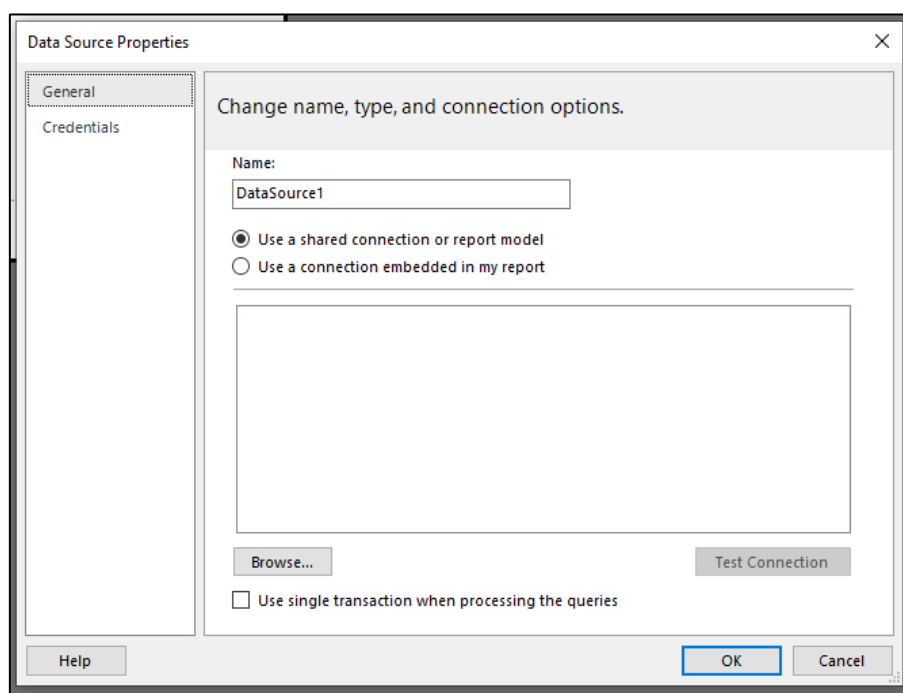 Data Source Properties
General
Credentials
Change name, type, and connection options.
Name:
DataSource1
Use a shared connection or report model
Use a connection embedded in my report
Browse...
Test Connection
Use single transaction when processing the queries
Help
OK
Cancel